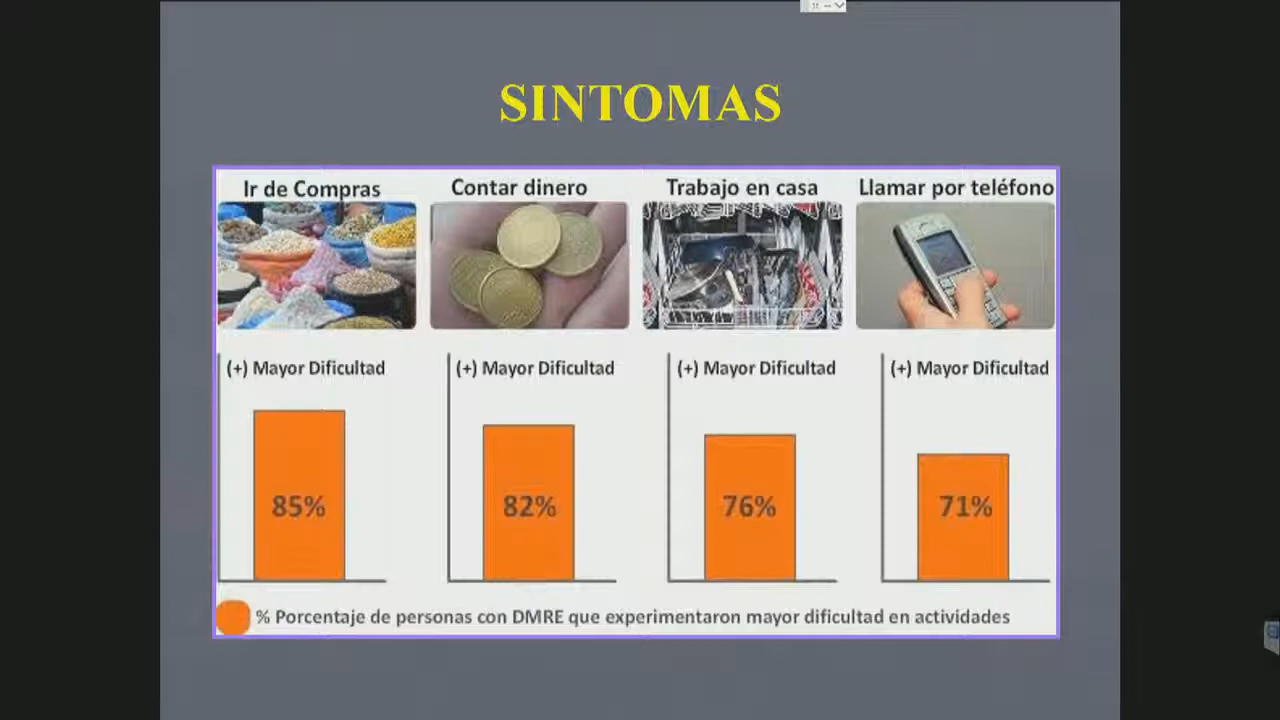 SINTOMAS
Ir de Compras
Contar dinero
Trabajo en casa
Llamar por teléfono
(+) Mayor Dificultad
(+) Mayor Dificultad
(+) Mayor Dificultad
(+) Mayor Dificultad
85%
82%
76%
71%
% Porcentaje de personas con DMRE que experimentaron mayor dificultad en actividades